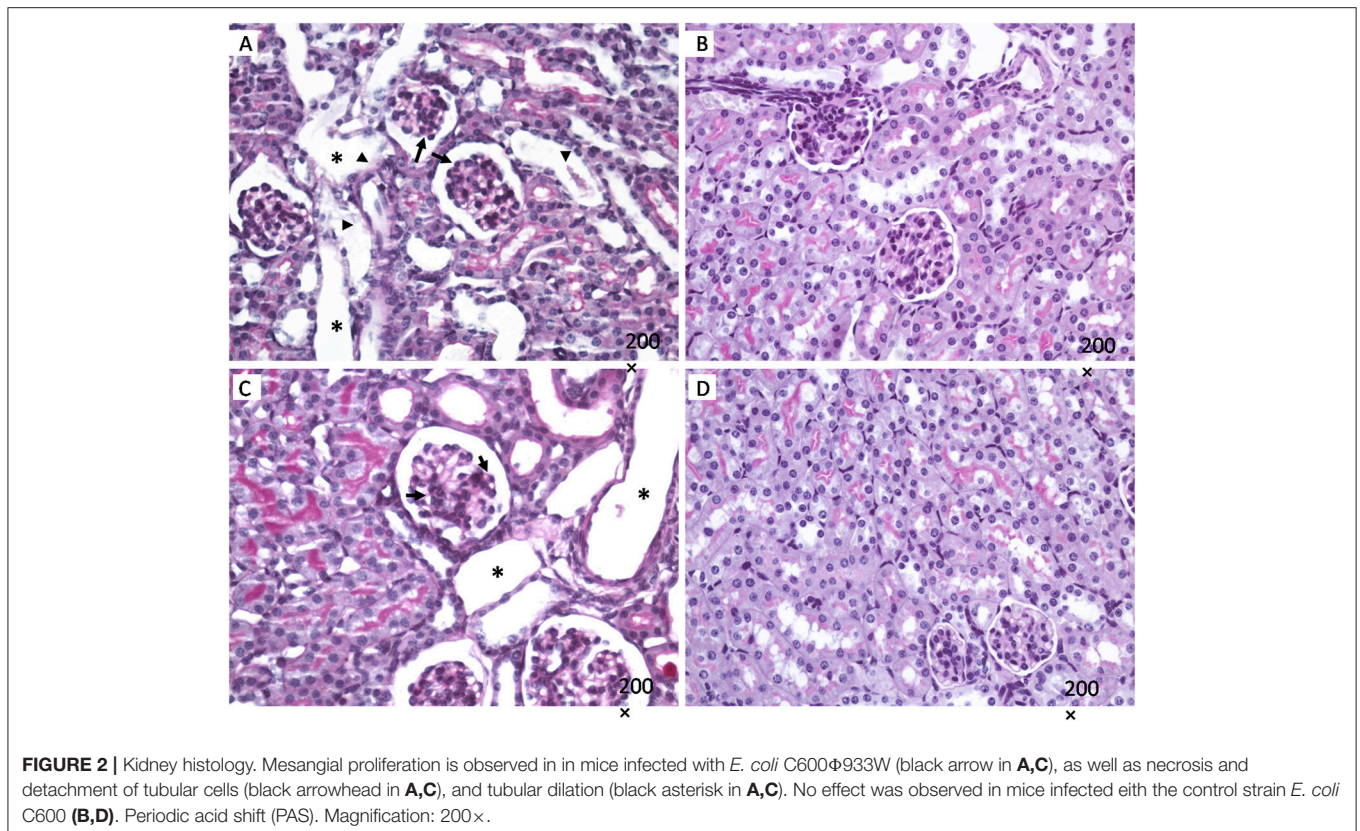 A
B
*
*
200
×
200
×
C
D
*
*
200
×
200
×
FIGURE 2 | Kidney histology. Mesangial proliferation is observed in in mice infected with E. coli C600Φ933W (black arrow in A,C), as well as necrosis and
detachment of tubular cells (black arrowhead in A,C), and tubular dilation (black asterisk in A,C). No effect was observed in mice infected eith the control strain E. coli
C600 (B,D). Periodic acid shift (PAS). Magnification: 200×.